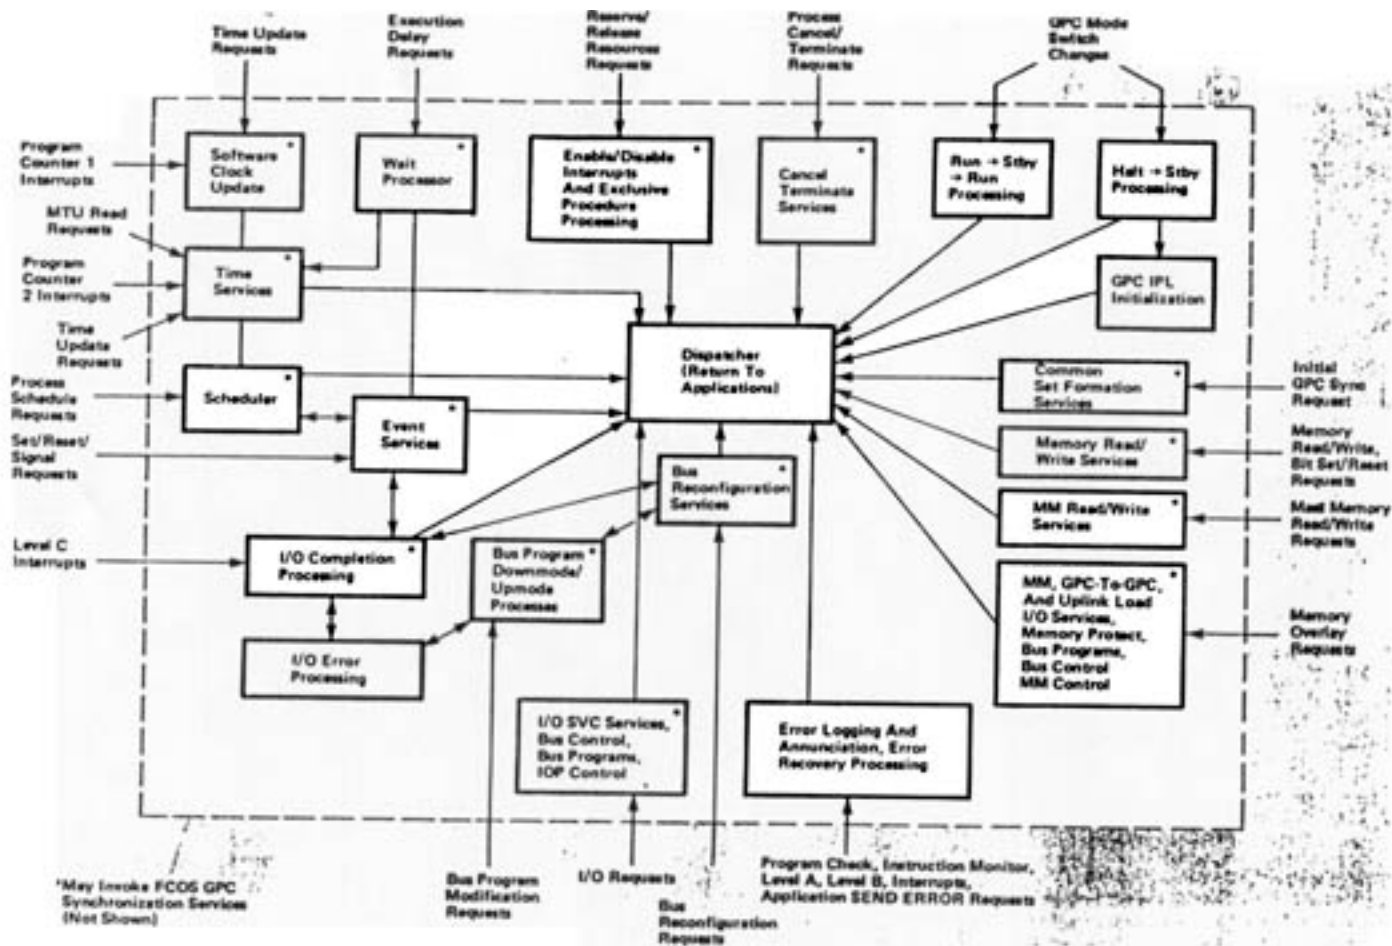 Time Update
Requests
Execution
Delay
Requests
Reserve/
Release
Resources
Requests
Process
Cancel/
Terminate
Requests
GPC Mode
Switch
Changes
Program
Counter 1
Interrupts
Software *
Clock
Update
Wait *
Processor
Enable/Disable *
Interrupts
And Exclusive
Procedure
Processing
Cancel *
Terminate
Services
Run → Stby
→ Run
Processing
Halt → Stby
Processing
MTU Read
Requests
Program
Counter
2 Interrupts
Time
Update
Requests
Time *
Services
GPC IPL
Initialization
Dispatcher
(Return To
Applications)
Process
Schedule
Requests
Scheduler *
Common *
Set Formation
Services
Initial
GPC Sync
Request
Set/Reset/
Signal
Requests
Event *
Services
Memory Read/ *
Write Services
Memory
Read/Write,
Bit Set/Reset
Requests
Bus *
Reconfiguration
Services
MM Read/Write *
Services
Mass Memory
Read/Write
Requests
Level C
Interrupts
I/O Completion *
Processing
Bus Program *
Downmode/
Upmode
Processes
MM, GPC-To-GPC, *
And Uplink Load
I/O Services,
Memory Protect,
Bus Programs,
Bus Control
MM Control
Memory
Overlay
Requests
I/O Error
Processing
I/O SVC Services, *
Bus Control,
Bus Programs,
IOP Control
Error Logging And
Annunciation, Error
Recovery Processing
*May Invoke FCOS GPC
Synchronization Services
(Not Shown)
Bus Program
Modification
Requests
I/O Requests
Bus
Reconfiguration
Requests
Program Check, Instruction Monitor,
Level A, Level B, Interrupts,
Application SEND ERROR Requests